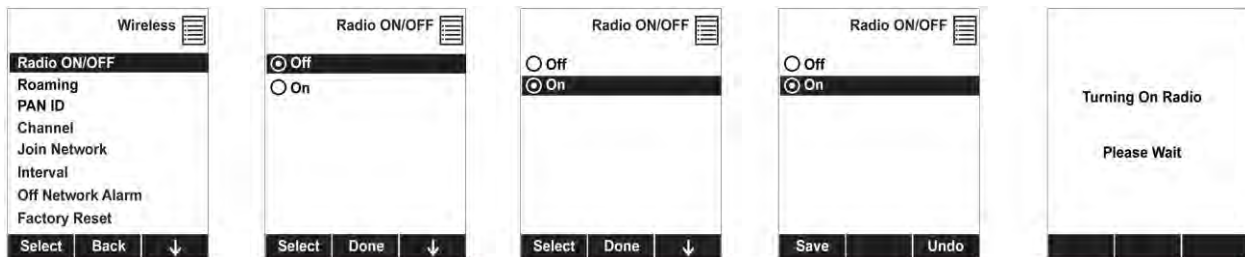 Wireless
Radio ON/OFF
Roaming
PAN ID
Channel
Join Network
Interval
Off Network Alarm
Factory Reset
Select Back ↓
Radio ON/OFF
Off
On
Select Done ↓
Radio ON/OFF
Off
On
Select Done ↓
Radio ON/OFF
Off
On
Save Undo
Turning On Radio
Please Wait